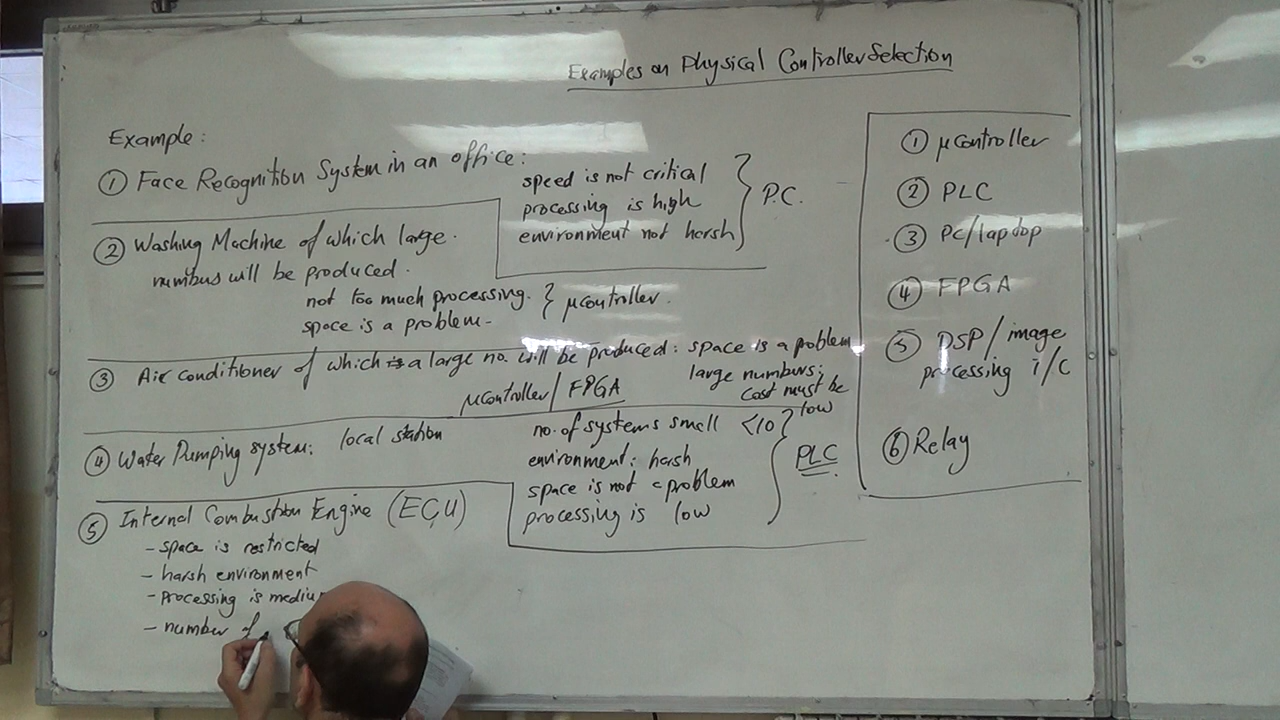 Examples on Physical Controller Selection
Example:
① Face Recognition System in an office:
speed is not critical
processing is high
environment not harsh
P.C.
② Washing Machine of which large
numbus will be produced.
not too much processing.
space is a problem.
μcontroller.
③ Air conditioner of which is a large no. will be produced: space is a problem
large numbers;
cost must be
low
μcontroller/FPGA
④ Water Pumping system: local station
no. of systems small <10
environment: harsh
space is not a problem
processing is low
PLC
⑤ Internal Combustion Engine (ECU)
- space is restricted
- harsh environment
- processing is mediu
- number of
① μcontroller
② PLC
③ PC/laptop
④ FPGA
⑤ DSP/image
processing i/c
⑥ Relay